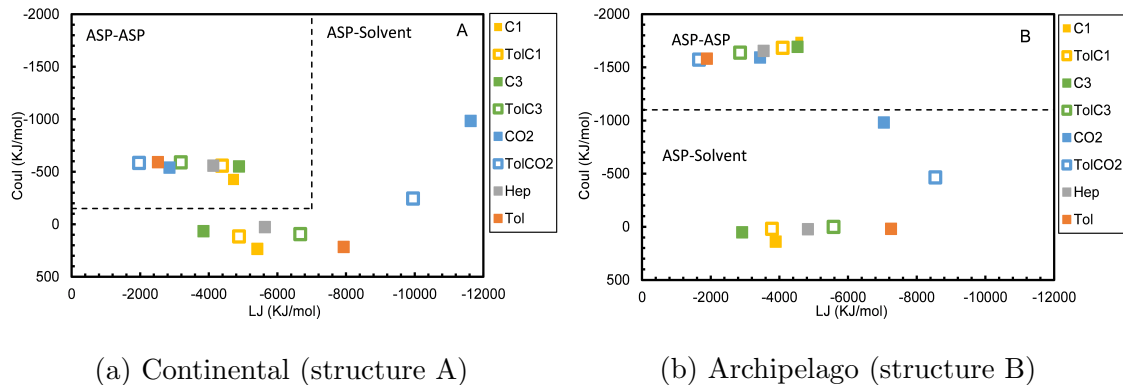 -2000
-1500
-1000
-500
0
500
Coul (KJ/mol)
ASP-ASP
ASP-Solvent
A
0
-2000
-4000
-6000
-8000
-10000
-12000
LJ (KJ/mol)
C1
TolC1
C3
TolC3
CO2
TolCO2
Hep
Tol
(a) Continental (structure A)
-2000
-1500
-1000
-500
0
500
Coul (KJ/mol)
ASP-ASP
B
ASP-Solvent
0
-2000
-4000
-6000
-8000
-10000
-12000
LJ (KJ/mol)
C1
TolC1
C3
TolC3
CO2
TolCO2
Hep
Tol
(b) Archipelago (structure B)